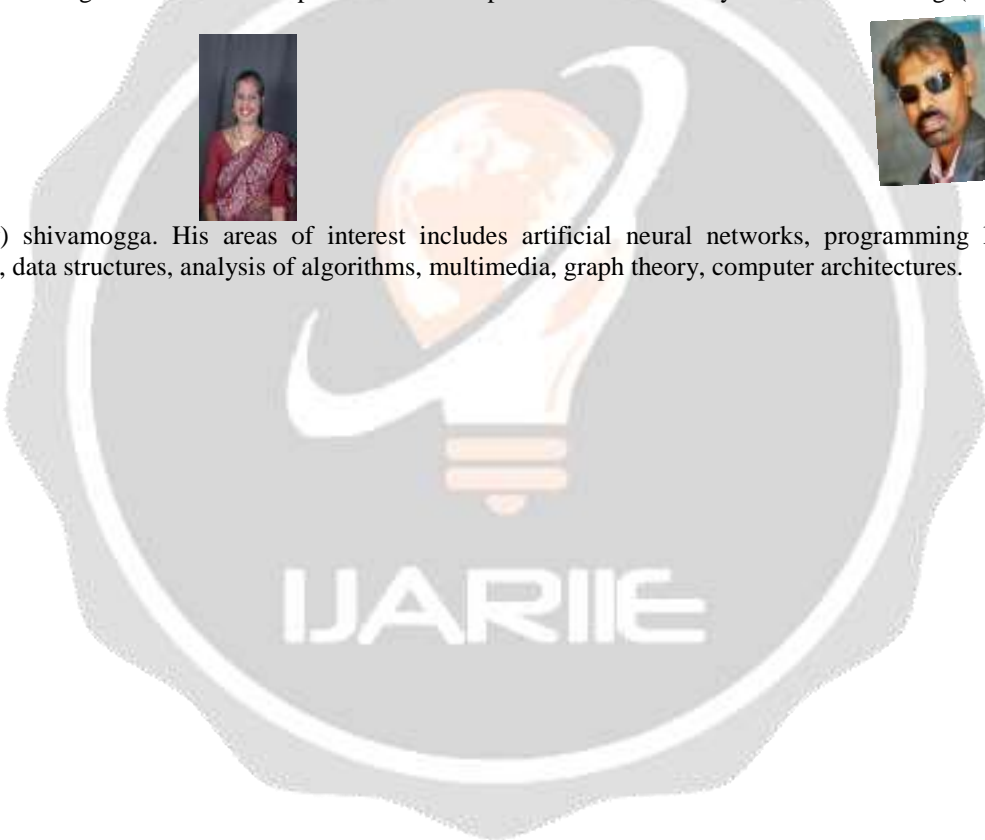 ) shivamogga. His areas of interest includes artificial neural networks, programming
, data structures, analysis of algorithms, multimedia, graph theory, computer architectures.
IJARIIE